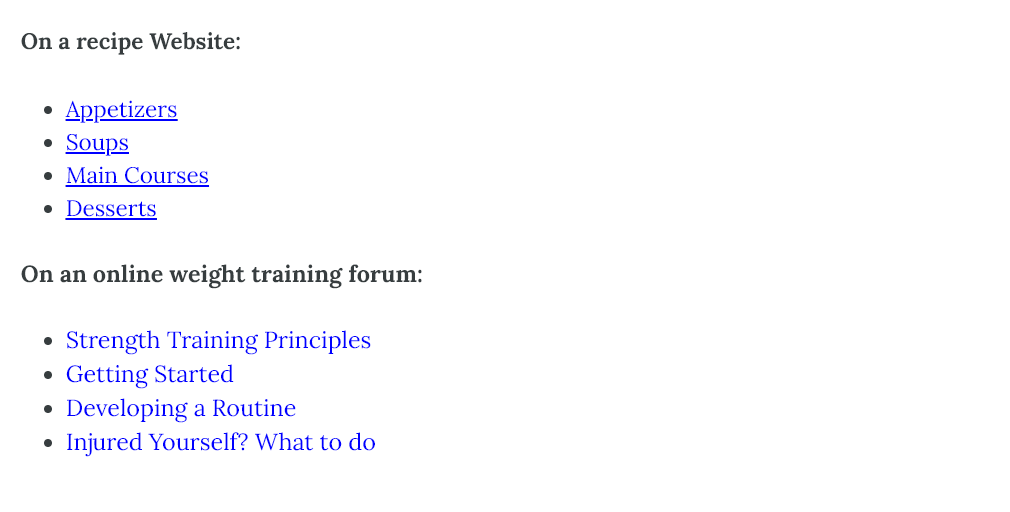 On a recipe Website:
Appetizers
Soups
Main Courses
Desserts
On an online weight training forum:
Strength Training Principles
Getting Started
Developing a Routine
Injured Yourself? What to do